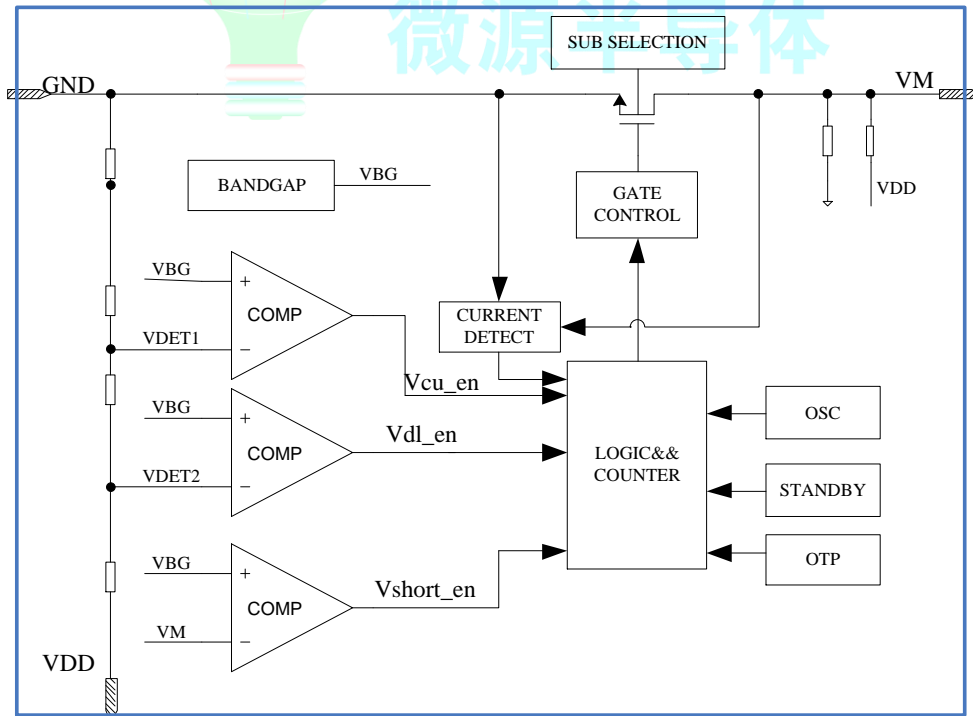 微源半导体
SUB SELECTION
GND
VM
BANDGAP
VBG
GATE
CONTROL
VDD
VBG
+
COMP
VDET1
−
CURRENT
DETECT
Vcu_en
VBG
+
COMP
Vdl_en
VDET2
−
LOGIC&&
COUNTER
OSC
STANDBY
OTP
VBG
+
COMP
Vshort_en
VM
−
VDD